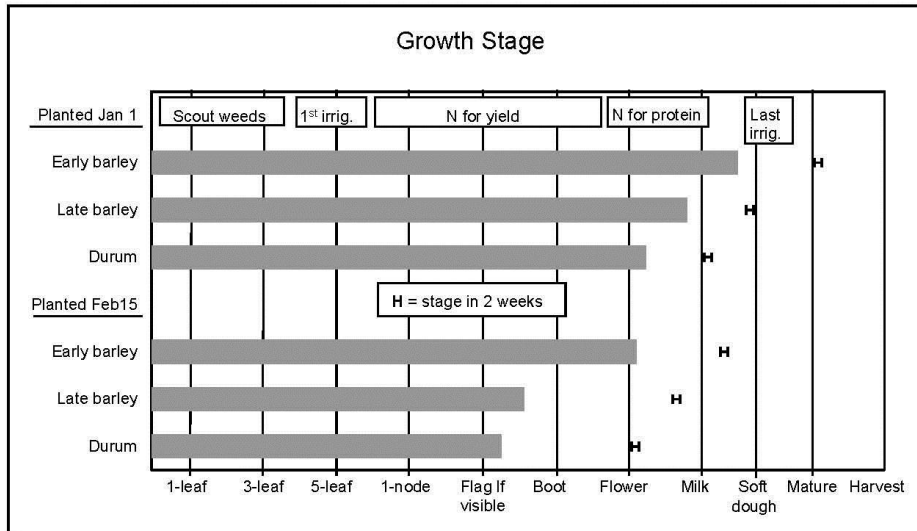 Growth Stage
Planted Jan 1
Scout weeds
1st irrig.
N for yield
N for protein
Last
irrig.
Early barley
H
Late barley
H
Durum
H
Planted Feb15
H = stage in 2 weeks
Early barley
H
Late barley
H
Durum
H
1-leaf
3-leaf
5-leaf
1-node
Flag lf
visible
Boot
Flower
Milk
Soft
dough
Mature
Harvest